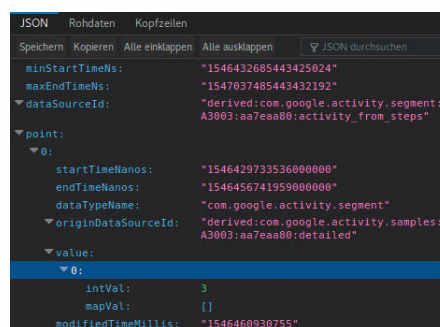 JSON Rohdaten Kopfzeilen
Speichern Kopieren Alle einklappen Alle ausklappen JSON durchsuchen
minStartTimeNs: "1546432685443425024"
maxEndTimeNs: "1547037485443432192"
dataSourceId: "derived:com.google.activity.segment:
A3003:aa7eaa80:activity_from_steps"
point:
0:
startTimeNanos: "1546429733536000000"
endTimeNanos: "1546456741959000000"
dataTypeName: "com.google.activity.segment"
originDataSourceId: "derived:com.google.activity.samples:
A3003:aa7eaa80:detailed"
value:
0:
intVal: 3
mapVal: []
modifiedTimeMillis: "1546460930755"